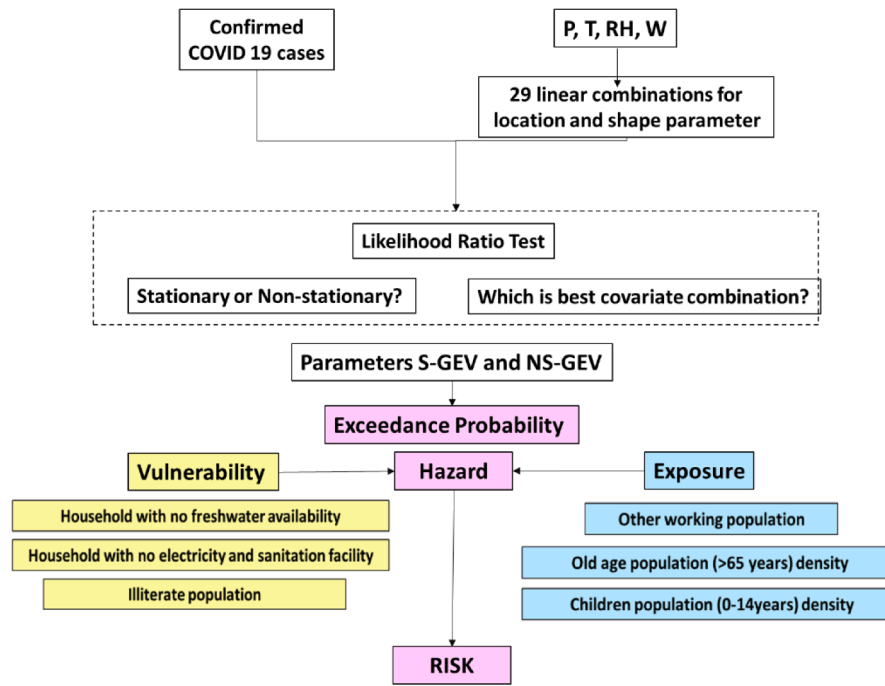 Confirmed
COVID 19 cases
P, T, RH, W
29 linear combinations for
location and shape parameter
Likelihood Ratio Test
Stationary or Non-stationary?
Which is best covariate combination?
Parameters S-GEV and NS-GEV
Exceedance Probability
Vulnerability
Hazard
Exposure
Household with no freshwater availability
Household with no electricity and sanitation facility
Illiterate population
Other working population
Old age population (>65 years) density
Children population (0-14years) density
RISK